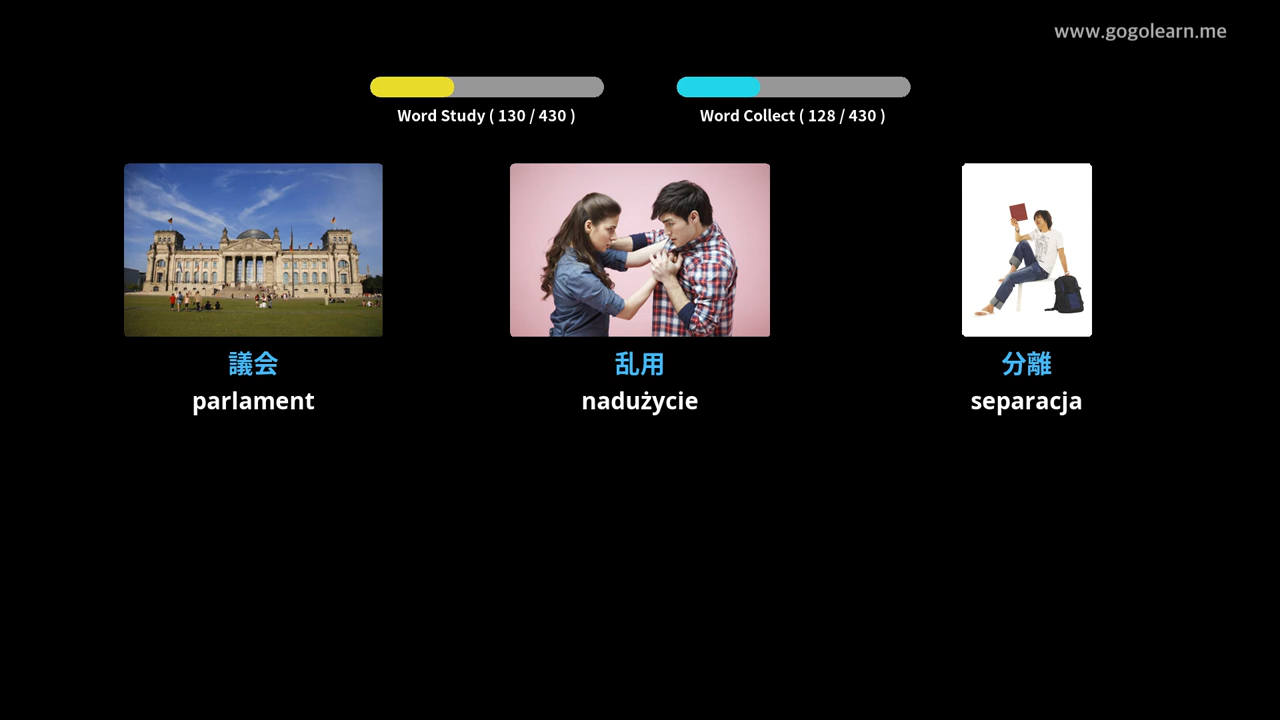 www.gogolearn.me
Word Study ( 130 / 430 )
Word Collect ( 128 / 430 )
議会
parlament
乱用
nadużycie
分離
separacja